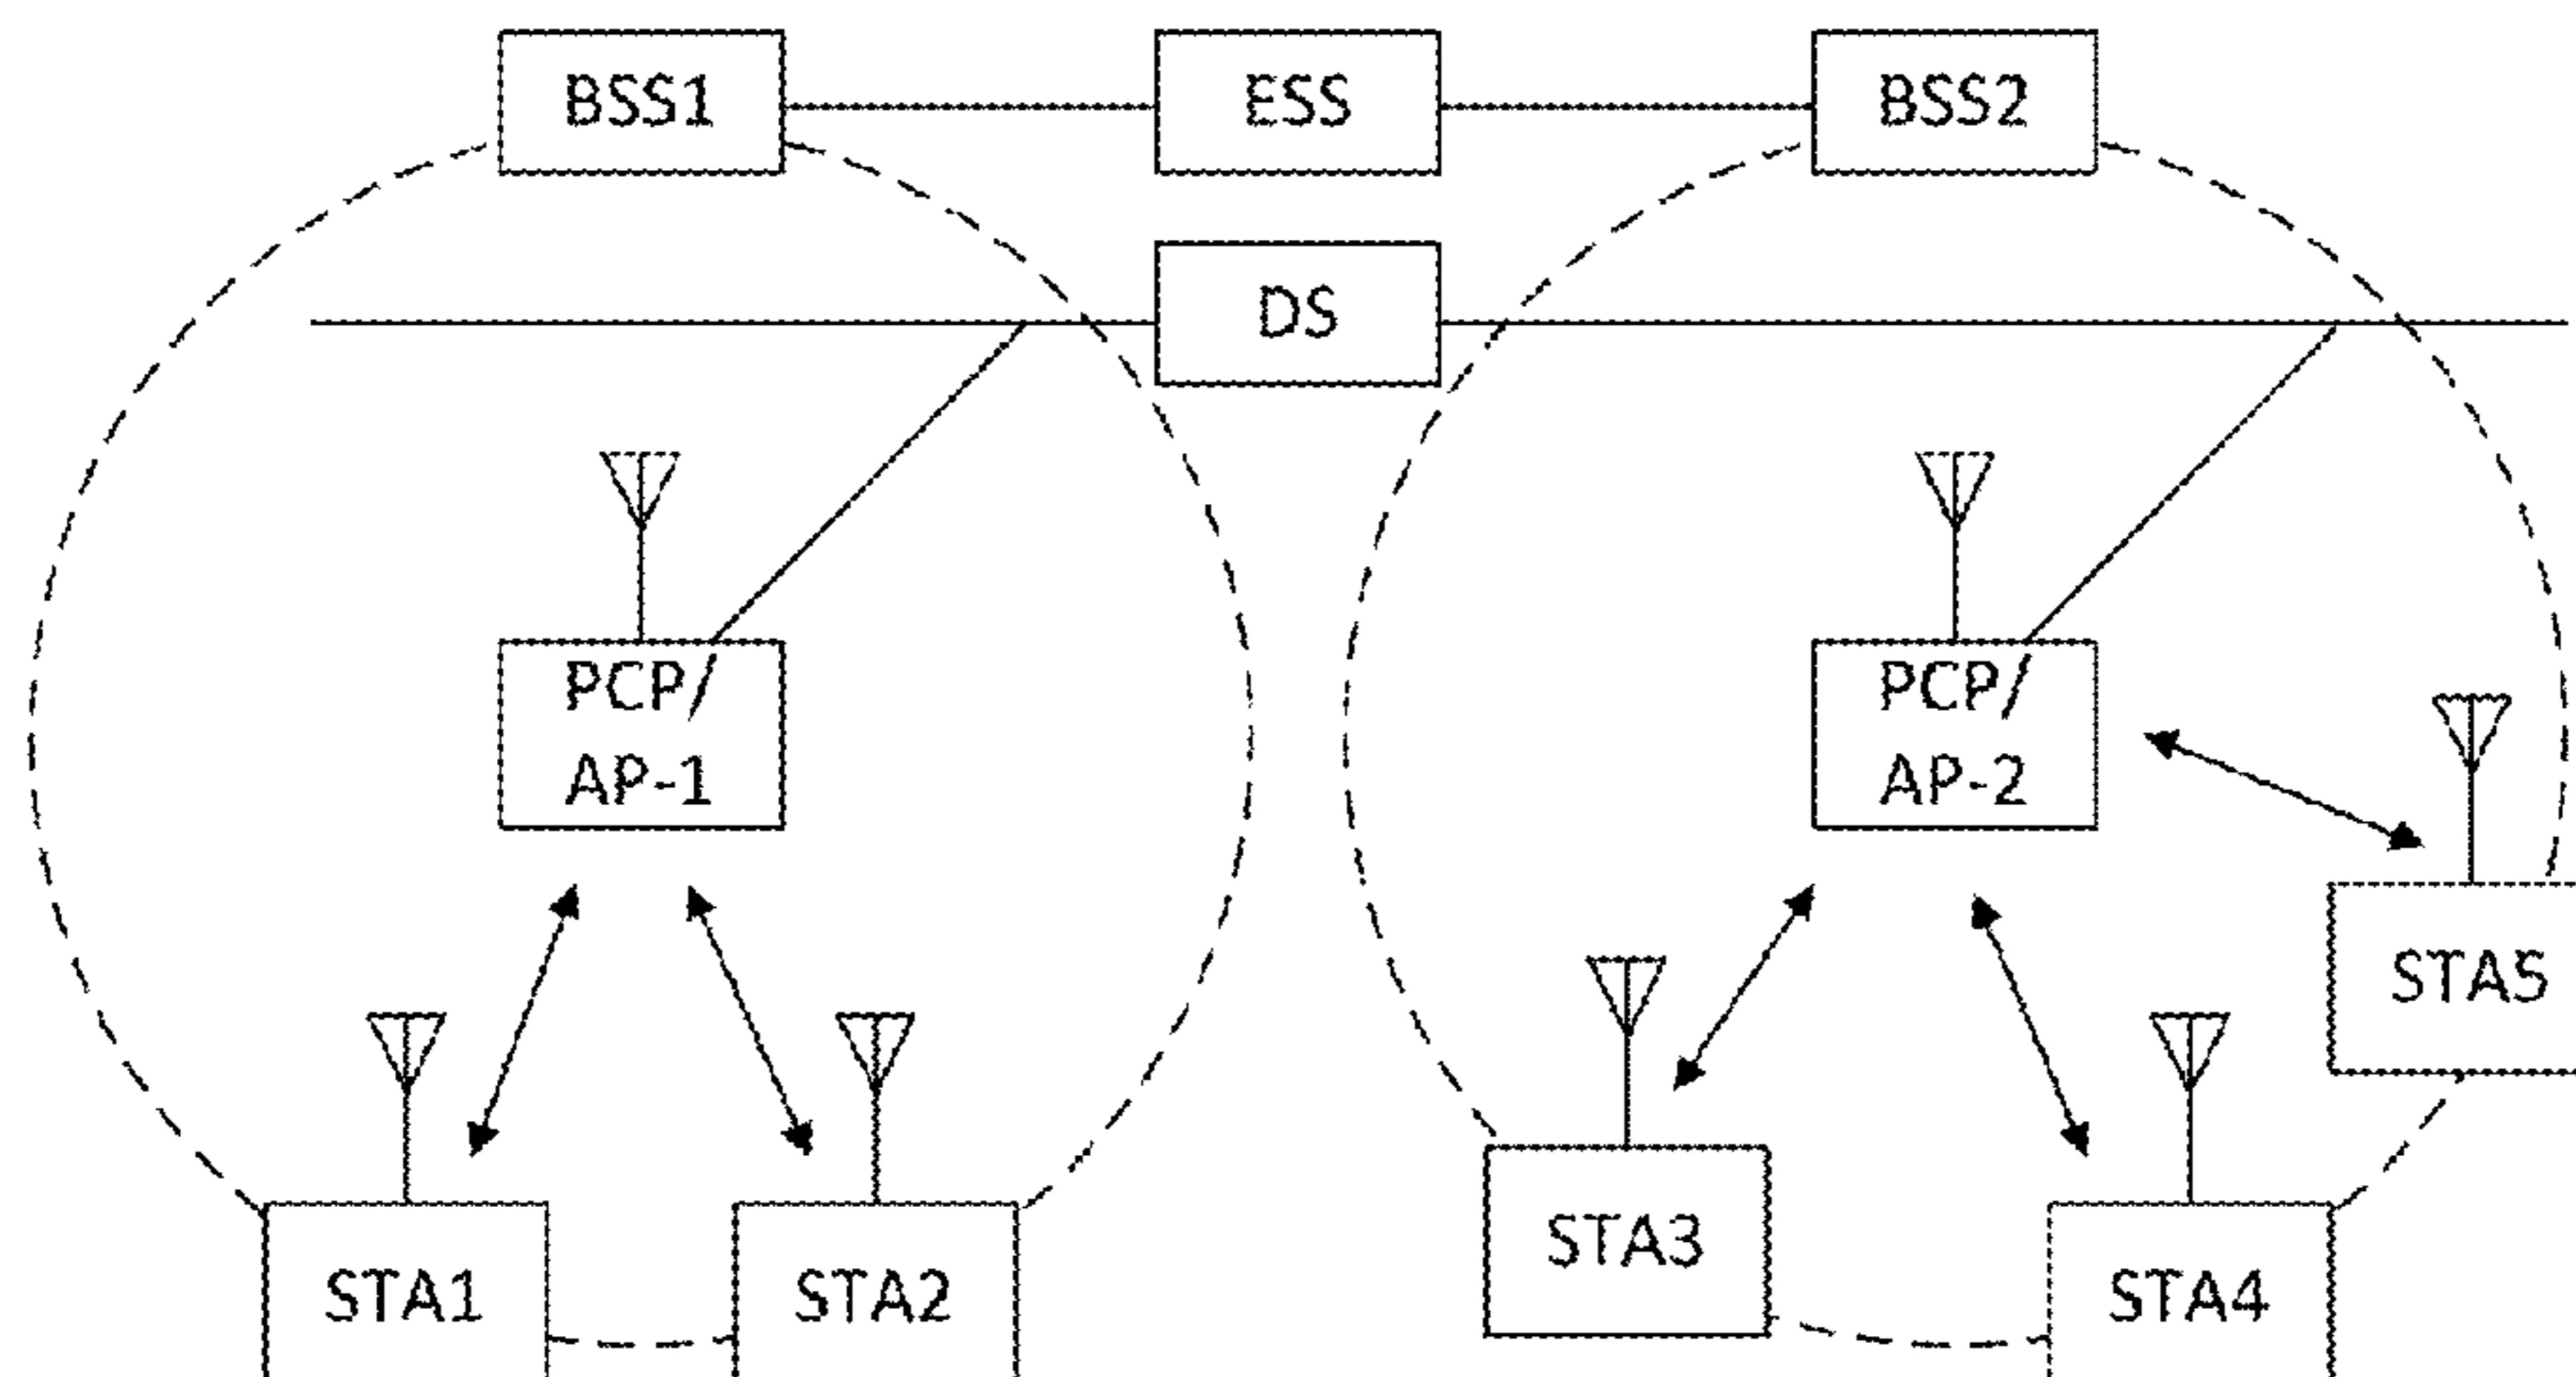 BSS1
ESS
BSS2
DS
PCP/
AP-1
PCP/
AP-2
STA5
STA3
STA1
STA2
STA4